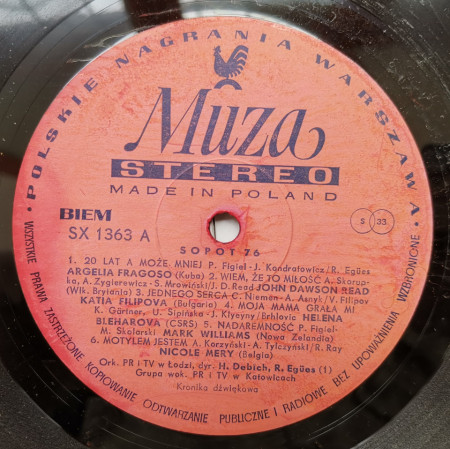 POLSKIE NAGRANIA WARSZAWA
Muza
STEREO
MADE IN POLAND
BIEM
SX 1363 A
S 33
SOPOT 76
1. 20 LAT A MOŻE MNIEJ P. Figiel-J. Kondratowicz/R. Egües
ARGELIA FRAGOSO (Kuba) 2. WIEM, ŻE TO MIŁOŚĆ A. Skorup-
ka, A. Zygierewicz - S. Mrowiński/J.D. Read JOHN DAWSON READ
(Wlk. Brytania) 3. JEDNEGO SERCA C. Niemen - A. Asnyk/V. Filipov
KATIA FILIPOVA (Bułgaria) 4. MOJA MAMA GRAŁA MI
K. Gärtner, U. Sipińska - J. Kleyny/Erhlovie HELENA
BLEHAROVA (CSRS) 5. NADAREMNOŚĆ P. Figiel-
M. Skolarski MARK WILLIAMS (Nowa Zelandia)
6. MOTYLEM JESTEM A. Korzyński-A. Tylczyński/R. Ray
NICOLE MERY (Belgia)
Ork. PR i TV w Łodzi, dyr. H. Debich, R. Egües (1)
Grupa wok. PR i TV w Katowicach
Kronika dźwiękowa
WSZYSTKIE PRAWA ZASTRZEŻONE KOPIOWANIE ODTWARZANIE PUBLICZNE I RADIOWE BEZ UPOWAŻNIENIA WZBRONIONE